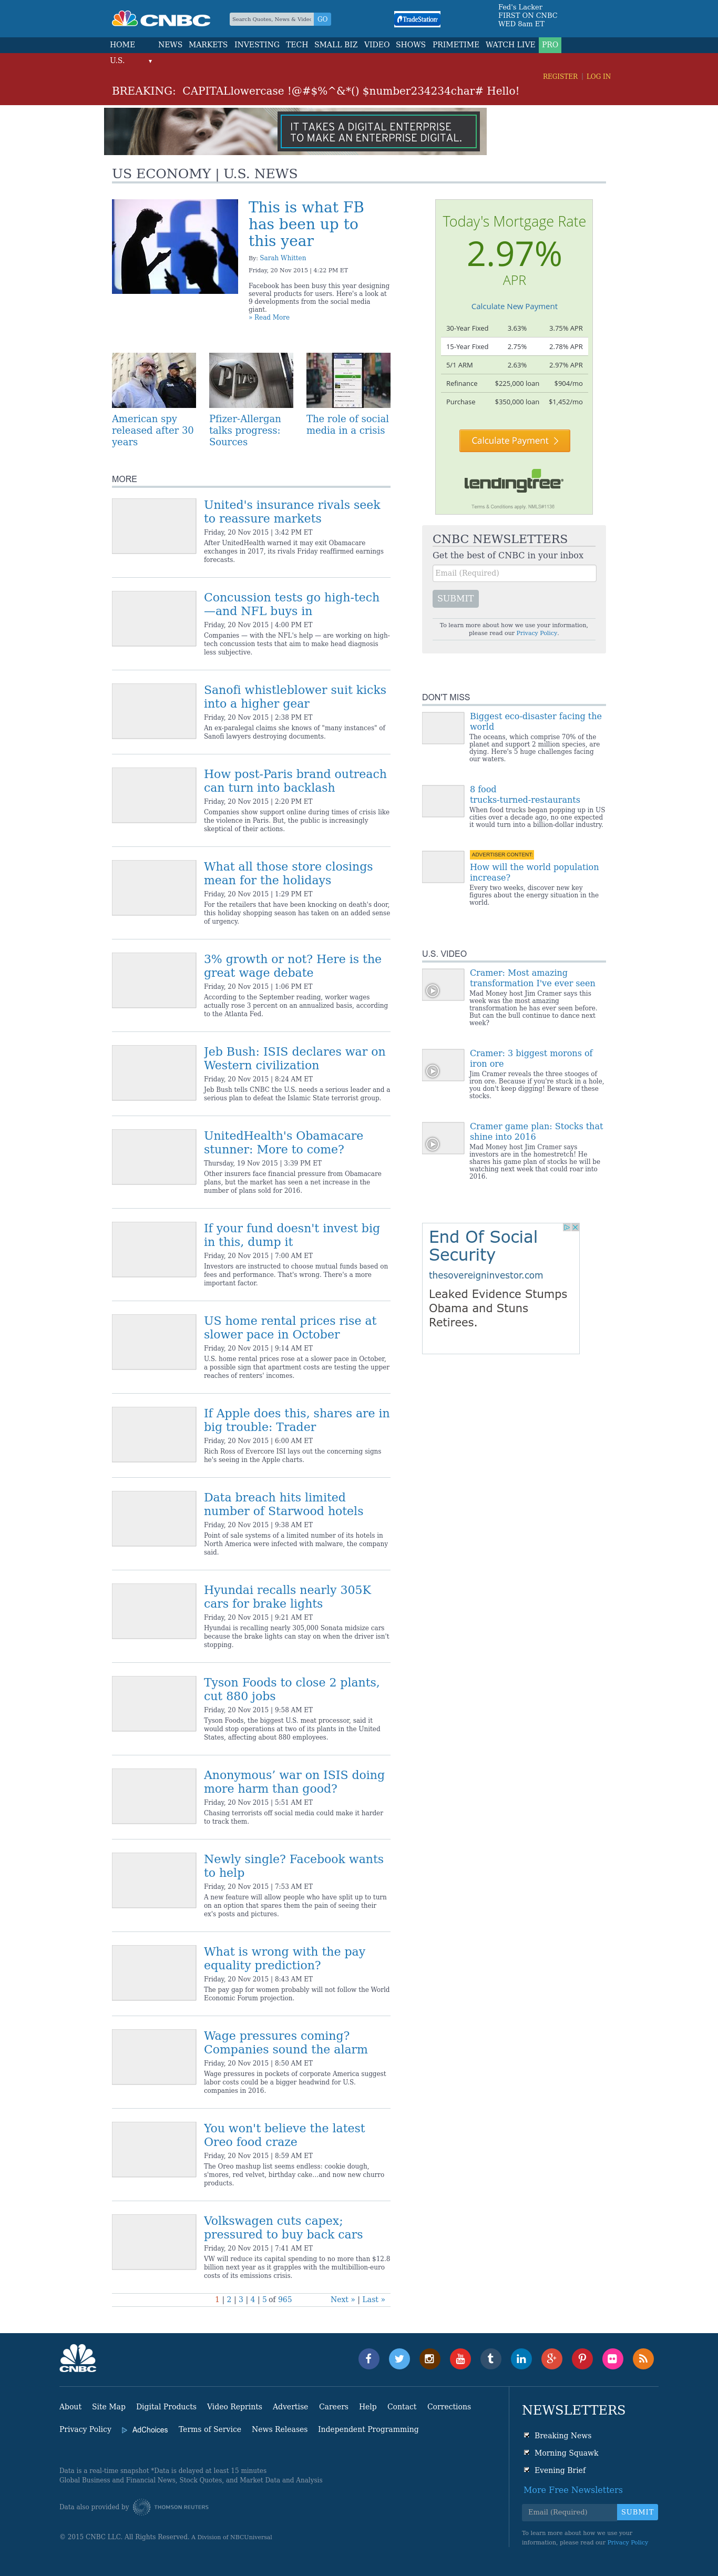 CNBC
Search Quotes, News & Video
GO
TradeStation
Fed's Lacker
FIRST ON CNBC
WED 8am ET
HOME NEWS MARKETS INVESTING TECH SMALL BIZ VIDEO SHOWS PRIMETIME WATCH LIVE PRO
U.S. ▾
REGISTER | LOG IN
BREAKING: CAPITALlowercase !@#$%^&*() $number234234char# Hello!
IT TAKES A DIGITAL ENTERPRISE
TO MAKE AN ENTERPRISE DIGITAL.
US ECONOMY | U.S. NEWS
This is what FB
has been up to
this year
By: Sarah Whitten
Friday, 20 Nov 2015 | 4:22 PM ET
Facebook has been busy this year designing
several products for users. Here's a look at
9 developments from the social media
giant.
» Read More
American spy
released after 30
years
Pfizer-Allergan
talks progress:
Sources
The role of social
media in a crisis
MORE
United's insurance rivals seek
to reassure markets
Friday, 20 Nov 2015 | 3:42 PM ET
After UnitedHealth warned it may exit Obamacare
exchanges in 2017, its rivals Friday reaffirmed earnings
forecasts.
Concussion tests go high-tech
—and NFL buys in
Friday, 20 Nov 2015 | 4:00 PM ET
Companies — with the NFL's help — are working on high-
tech concussion tests that aim to make head diagnosis
less subjective.
Sanofi whistleblower suit kicks
into a higher gear
Friday, 20 Nov 2015 | 2:38 PM ET
An ex-paralegal claims she knows of "many instances" of
Sanofi lawyers destroying documents.
How post-Paris brand outreach
can turn into backlash
Friday, 20 Nov 2015 | 2:20 PM ET
Companies show support online during times of crisis like
the violence in Paris. But, the public is increasingly
skeptical of their actions.
What all those store closings
mean for the holidays
Friday, 20 Nov 2015 | 1:29 PM ET
For the retailers that have been knocking on death's door,
this holiday shopping season has taken on an added sense
of urgency.
3% growth or not? Here is the
great wage debate
Friday, 20 Nov 2015 | 1:06 PM ET
According to the September reading, worker wages
actually rose 3 percent on an annualized basis, according
to the Atlanta Fed.
Jeb Bush: ISIS declares war on
Western civilization
Friday, 20 Nov 2015 | 8:24 AM ET
Jeb Bush tells CNBC the U.S. needs a serious leader and a
serious plan to defeat the Islamic State terrorist group.
UnitedHealth's Obamacare
stunner: More to come?
Thursday, 19 Nov 2015 | 3:39 PM ET
Other insurers face financial pressure from Obamacare
plans, but the market has seen a net increase in the
number of plans sold for 2016.
If your fund doesn't invest big
in this, dump it
Friday, 20 Nov 2015 | 7:00 AM ET
Investors are instructed to choose mutual funds based on
fees and performance. That's wrong. There's a more
important factor.
US home rental prices rise at
slower pace in October
Friday, 20 Nov 2015 | 9:14 AM ET
U.S. home rental prices rose at a slower pace in October,
a possible sign that apartment costs are testing the upper
reaches of renters' incomes.
If Apple does this, shares are in
big trouble: Trader
Friday, 20 Nov 2015 | 6:00 AM ET
Rich Ross of Evercore ISI lays out the concerning signs
he's seeing in the Apple charts.
Data breach hits limited
number of Starwood hotels
Friday, 20 Nov 2015 | 9:38 AM ET
Point of sale systems of a limited number of its hotels in
North America were infected with malware, the company
said.
Hyundai recalls nearly 305K
cars for brake lights
Friday, 20 Nov 2015 | 9:21 AM ET
Hyundai is recalling nearly 305,000 Sonata midsize cars
because the brake lights can stay on when the driver isn't
stopping.
Tyson Foods to close 2 plants,
cut 880 jobs
Friday, 20 Nov 2015 | 9:58 AM ET
Tyson Foods, the biggest U.S. meat processor, said it
would stop operations at two of its plants in the United
States, affecting about 880 employees.
Anonymous’ war on ISIS doing
more harm than good?
Friday, 20 Nov 2015 | 5:51 AM ET
Chasing terrorists off social media could make it harder
to track them.
Newly single? Facebook wants
to help
Friday, 20 Nov 2015 | 7:53 AM ET
A new feature will allow people who have split up to turn
on an option that spares them the pain of seeing their
ex's posts and pictures.
What is wrong with the pay
equality prediction?
Friday, 20 Nov 2015 | 8:43 AM ET
The pay gap for women probably will not follow the World
Economic Forum projection.
Wage pressures coming?
Companies sound the alarm
Friday, 20 Nov 2015 | 8:50 AM ET
Wage pressures in pockets of corporate America suggest
labor costs could be a bigger headwind for U.S.
companies in 2016.
You won't believe the latest
Oreo food craze
Friday, 20 Nov 2015 | 8:59 AM ET
The Oreo mashup list seems endless: cookie dough,
s'mores, red velvet, birthday cake...and now new churro
products.
Volkswagen cuts capex;
pressured to buy back cars
Friday, 20 Nov 2015 | 7:41 AM ET
VW will reduce its capital spending to no more than $12.8
billion next year as it grapples with the multibillion-euro
costs of its emissions crisis.
1 | 2 | 3 | 4 | 5 of 965 Next » | Last »
Today's Mortgage Rate
2.97%
APR
Calculate New Payment
30-Year Fixed 3.63% 3.75% APR
15-Year Fixed 2.75% 2.78% APR
5/1 ARM 2.63% 2.97% APR
Refinance $225,000 loan $904/mo
Purchase $350,000 loan $1,452/mo
Calculate Payment
lendingtree
Terms & Conditions apply. NMLS#1136
CNBC NEWSLETTERS
Get the best of CNBC in your inbox
Email (Required)
SUBMIT
To learn more about how we use your information,
please read our Privacy Policy.
DON'T MISS
Biggest eco-disaster facing the
world
The oceans, which comprise 70% of the
planet and support 2 million species, are
dying. Here's 5 huge challenges facing
our waters.
8 food
trucks-turned-restaurants
When food trucks began popping up in US
cities over a decade ago, no one expected
it would turn into a billion-dollar industry.
ADVERTISER CONTENT
How will the world population
increase?
Every two weeks, discover new key
figures about the energy situation in the
world.
U.S. VIDEO
Cramer: Most amazing
transformation I've ever seen
Mad Money host Jim Cramer says this
week was the most amazing
transformation he has ever seen before.
But can the bull continue to dance next
week?
Cramer: 3 biggest morons of
iron ore
Jim Cramer reveals the three stooges of
iron ore. Because if you're stuck in a hole,
you don't keep digging! Beware of these
stocks.
Cramer game plan: Stocks that
shine into 2016
Mad Money host Jim Cramer says
investors are in the homestretch! He
shares his game plan of stocks he will be
watching next week that could roar into
2016.
End Of Social
Security
thesovereigninvestor.com
Leaked Evidence Stumps
Obama and Stuns
Retirees.
CNBC
About Site Map Digital Products Video Reprints Advertise Careers Help Contact Corrections
Privacy Policy AdChoices Terms of Service News Releases Independent Programming
Data is a real-time snapshot *Data is delayed at least 15 minutes
Global Business and Financial News, Stock Quotes, and Market Data and Analysis
Data also provided by THOMSON REUTERS
© 2015 CNBC LLC. All Rights Reserved. A Division of NBCUniversal
NEWSLETTERS
Breaking News
Morning Squawk
Evening Brief
More Free Newsletters
Email (Required)
SUBMIT
To learn more about how we use your
information, please read our Privacy Policy